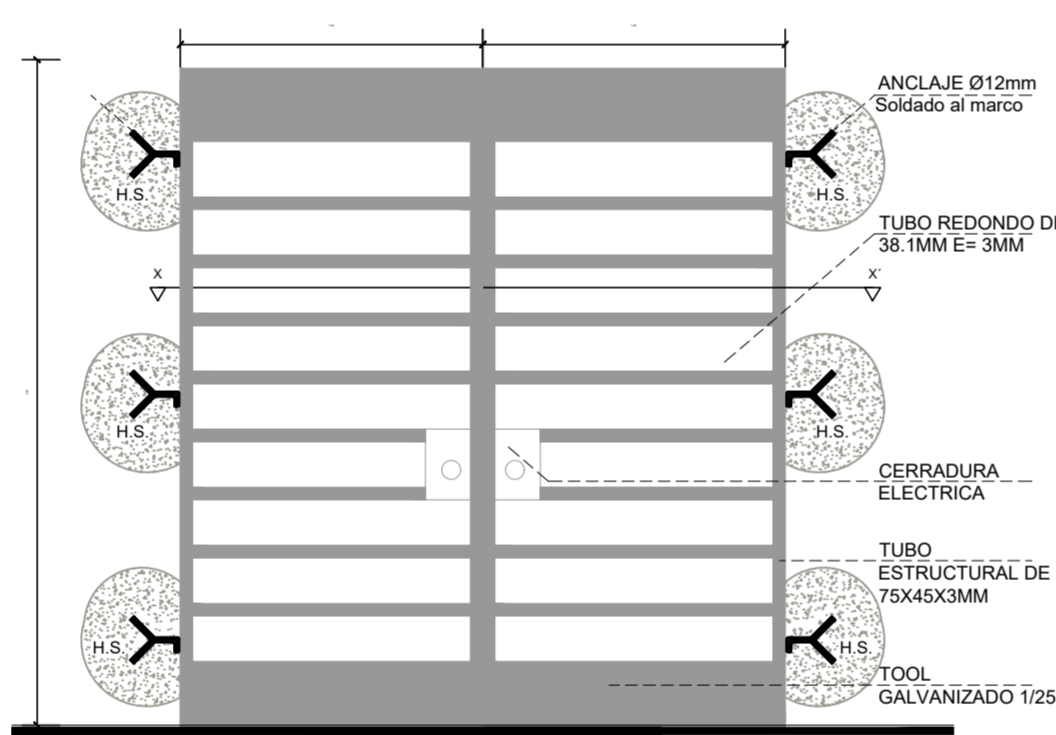 ANCLAJE Ø12mm
Soldado al marco
H.S.
H.S.
TUBO REDONDO DE
38.1MM E= 3MM
X
X'
H.S.
H.S.
CERRADURA
ELECTRICA
TUBO
ESTRUCTURAL DE
75X45X3MM
H.S.
H.S.
TOOL
GALVANIZADO 1/25